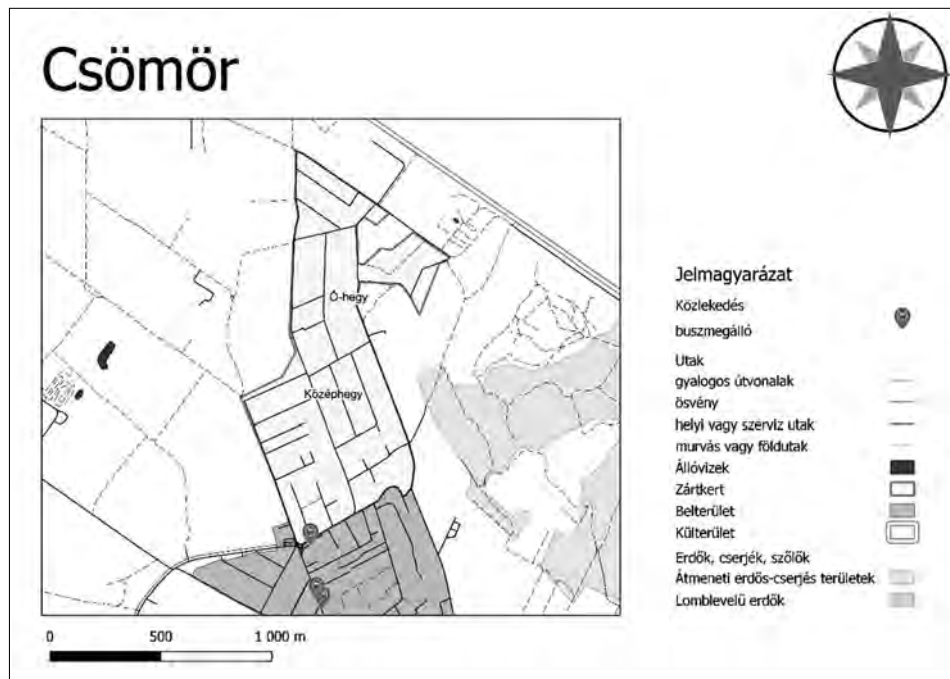 Csömör
Ó-hegy
Középhegy
Jelmagyarázat
Közlekedés
buszmegálló
Utak
gyalogos útvonalak
ösvény
helyi vagy szerviz utak
murvás vagy földutak
Állóvizek
Zártkert
Belterület
Külterület
Erdők, cserjék, szőlők
Átmeneti erdős-cserjés területek
Lomblevelű erdők
0 500 1 000 m